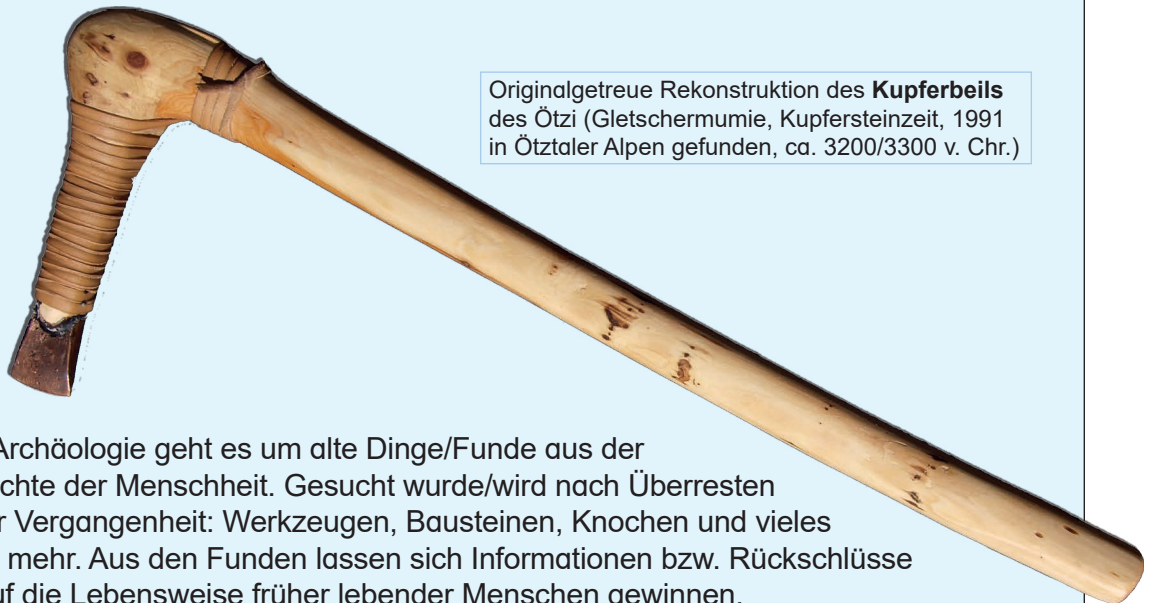 Originalgetreue Rekonstruktion des Kupferbeils
des Ötzi (Gletschermumie, Kupfersteinzeit, 1991
in Ötztaler Alpen gefunden, ca. 3200/3300 v. Chr.)
Archäologie geht es um alte Dinge/Funde aus der
chte der Menschheit. Gesucht wurde/wird nach Überresten
r Vergangenheit: Werkzeugen, Bausteinen, Knochen und vieles
mehr. Aus den Funden lassen sich Informationen bzw. Rückschlüsse
uf die Lebensweise früher lebender Menschen gewinnen.